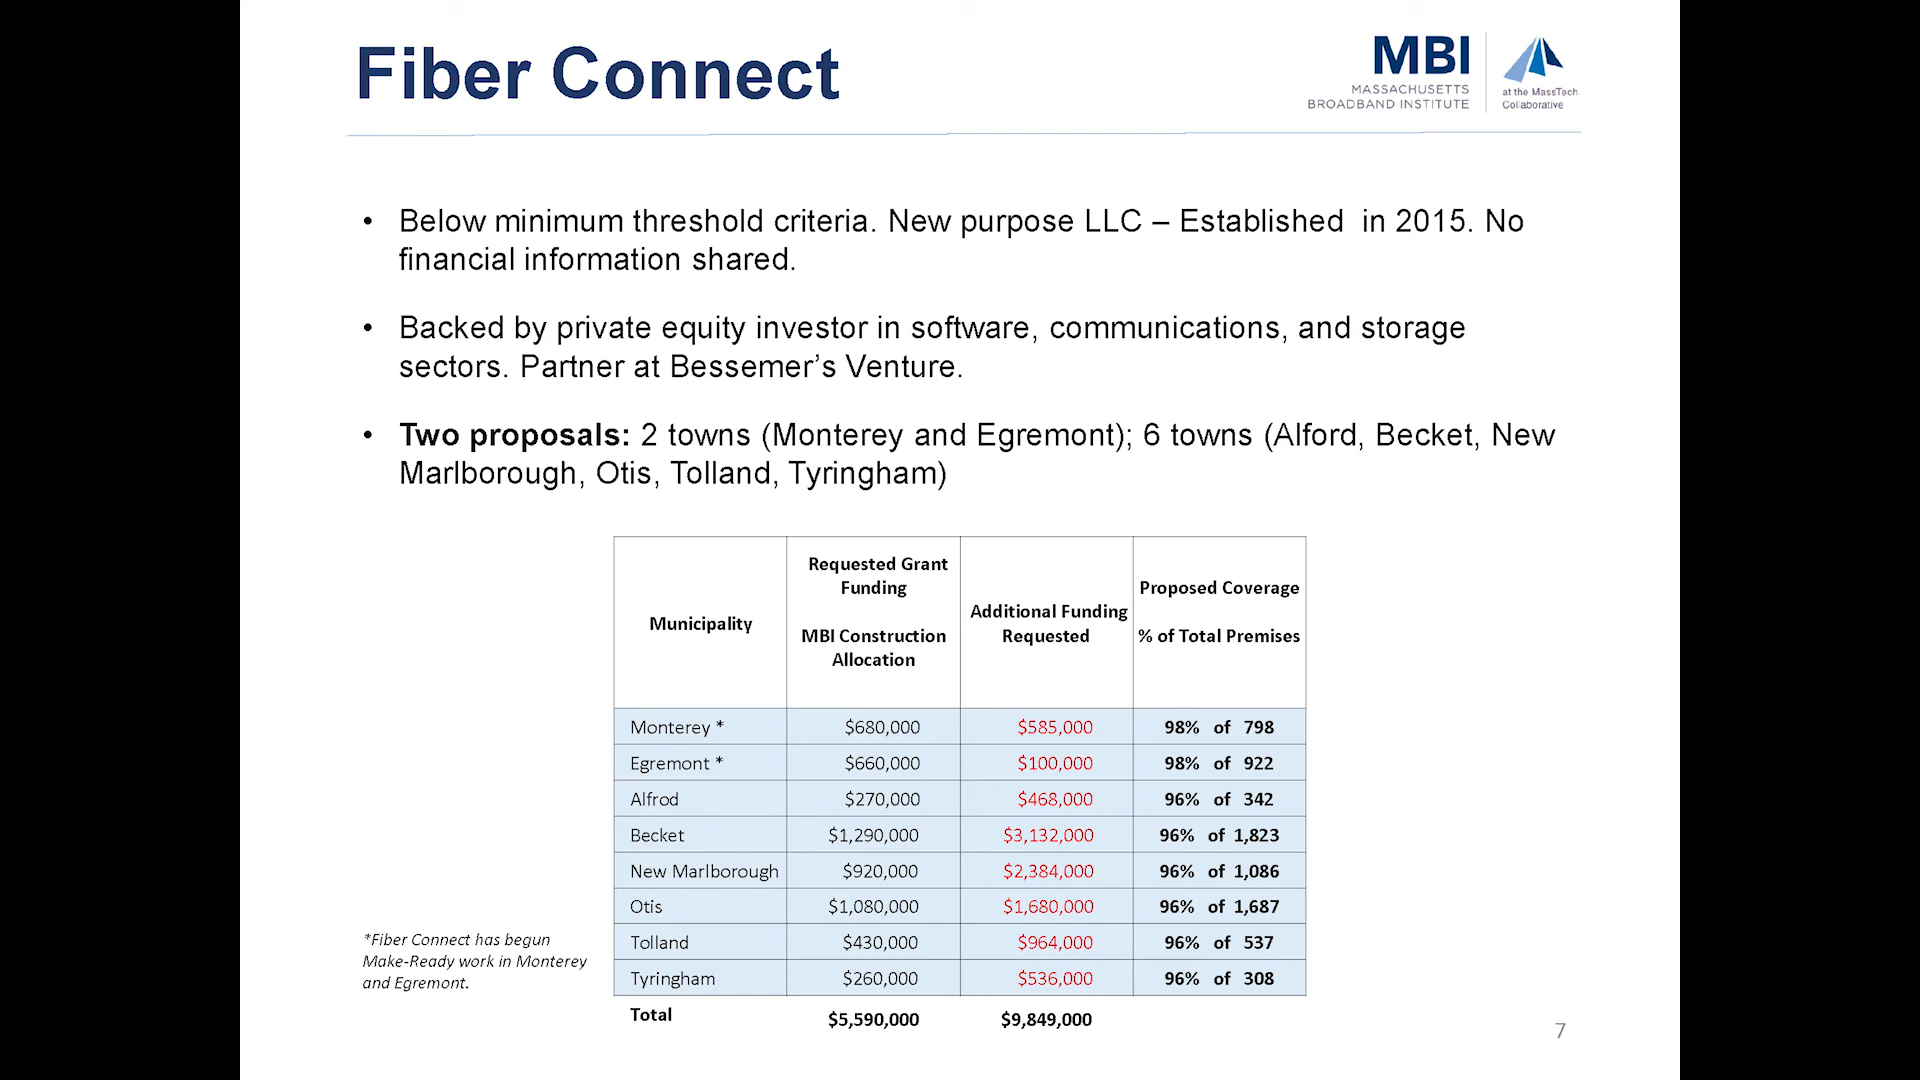 Fiber Connect
MBI
MASSACHUSETTS
BROADBAND INSTITUTE
at the MassTech
Collaborative
• Below minimum threshold criteria. New purpose LLC – Established in 2015. No
financial information shared.
• Backed by private equity investor in software, communications, and storage
sectors. Partner at Bessemer’s Venture.
• Two proposals: 2 towns (Monterey and Egremont); 6 towns (Alford, Becket, New
Marlborough, Otis, Tolland, Tyringham)
Municipality
Requested Grant
Funding
MBI Construction
Allocation
Additional Funding
Requested
Proposed Coverage
% of Total Premises
Monterey * $680,000 $585,000 98% of 798
Egremont * $660,000 $100,000 98% of 922
Alfrod $270,000 $468,000 96% of 342
Becket $1,290,000 $3,132,000 96% of 1,823
New Marlborough $920,000 $2,384,000 96% of 1,086
Otis $1,080,000 $1,680,000 96% of 1,687
Tolland $430,000 $964,000 96% of 537
Tyringham $260,000 $536,000 96% of 308
Total $5,590,000 $9,849,000
*Fiber Connect has begun
Make-Ready work in Monterey
and Egremont.
7